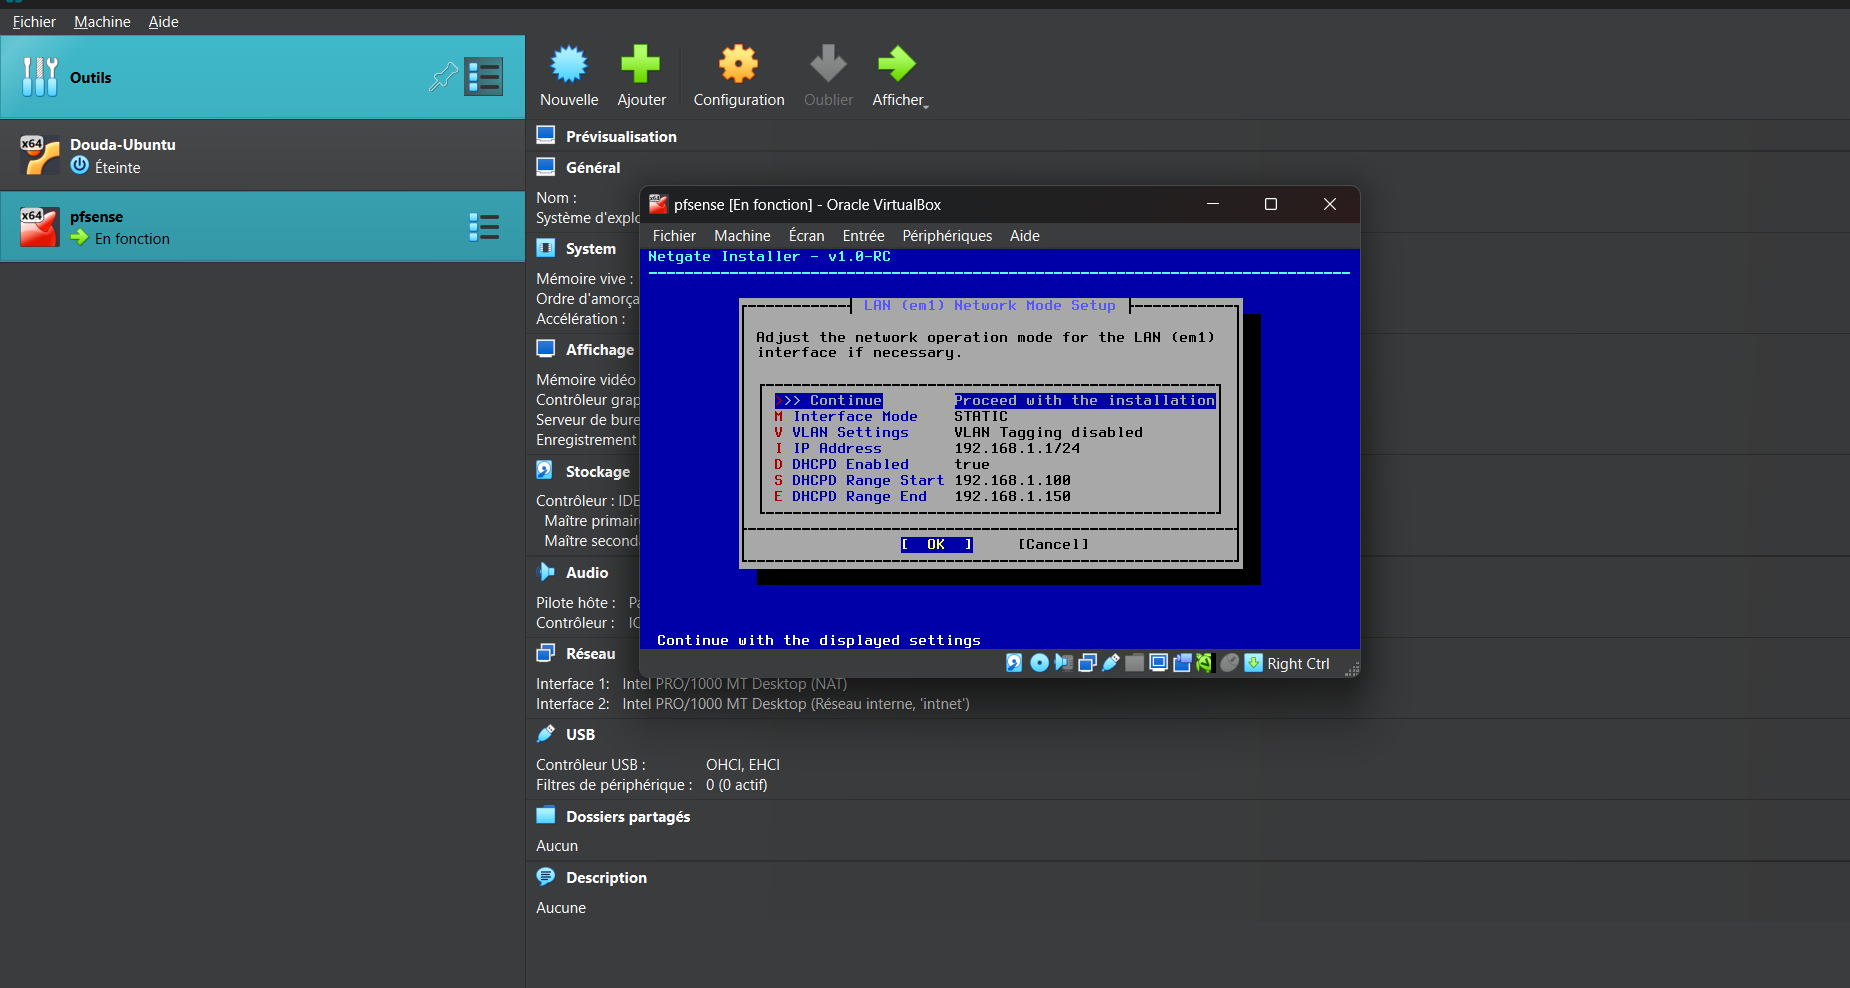 Fichier Machine Aide
Outils
Nouvelle Ajouter Configuration Oublier Afficher
x64 Douda-Ubuntu
Éteinte
x64 pfsense
En fonction
Prévisualisation
Général
Nom :
Système d'explo
System
Mémoire vive :
Ordre d'amorça
Accélération :
Affichage
Mémoire vidéo
Contrôleur grap
Serveur de bure
Enregistrement
Stockage
Contrôleur : IDE
Maître primair
Maître second
Audio
Pilote hôte : Pa
Contrôleur : IC
Réseau
Interface 1: Intel PRO/1000 MT Desktop (NAT)
Interface 2: Intel PRO/1000 MT Desktop (Réseau interne, 'intnet')
USB
Contrôleur USB : OHCI, EHCI
Filtres de périphérique : 0 (0 actif)
Dossiers partagés
Aucun
Description
Aucune
x64 pfsense [En fonction] - Oracle VirtualBox
Fichier Machine Écran Entrée Périphériques Aide
Netgate Installer - v1.0-RC
LAN (em1) Network Mode Setup
Adjust the network operation mode for the LAN (em1)
interface if necessary.
>>> Continue Proceed with the installation
M Interface Mode STATIC
V VLAN Settings VLAN Tagging disabled
I IP Address 192.168.1.1/24
D DHCPD Enabled true
S DHCPD Range Start 192.168.1.100
E DHCPD Range End 192.168.1.150
[ OK ] [Cancel]
Continue with the displayed settings
Right Ctrl